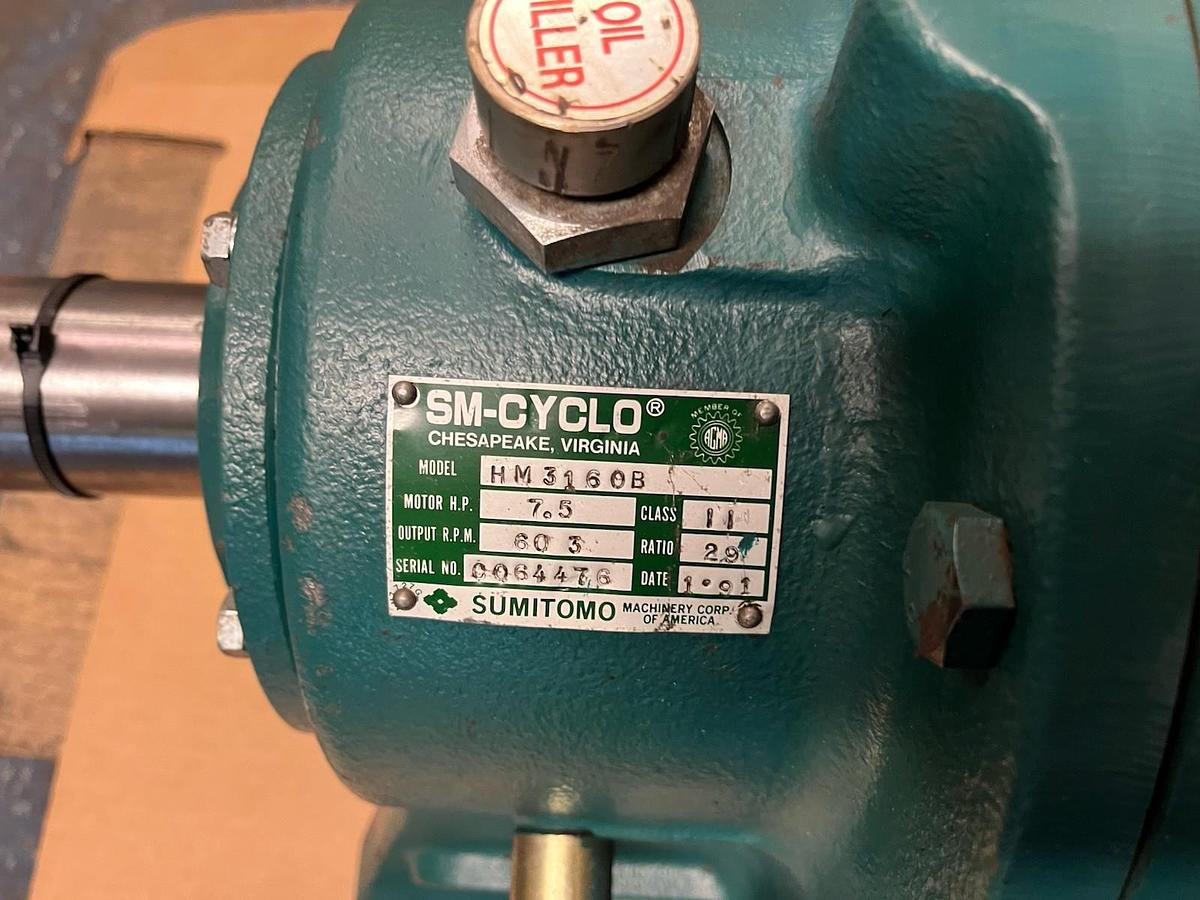 OIL
FILLER
SM-CYCLO®
CHESAPEAKE, VIRGINIA
MEMBER OF
AGMA
MODEL HM3160B
MOTOR H.P. 7.5 CLASS II
OUTPUT R.P.M. 60 3 RATIO 29
SERIAL NO. C064476 DATE 1·91
SUMITOMO MACHINERY CORP.
OF AMERICA